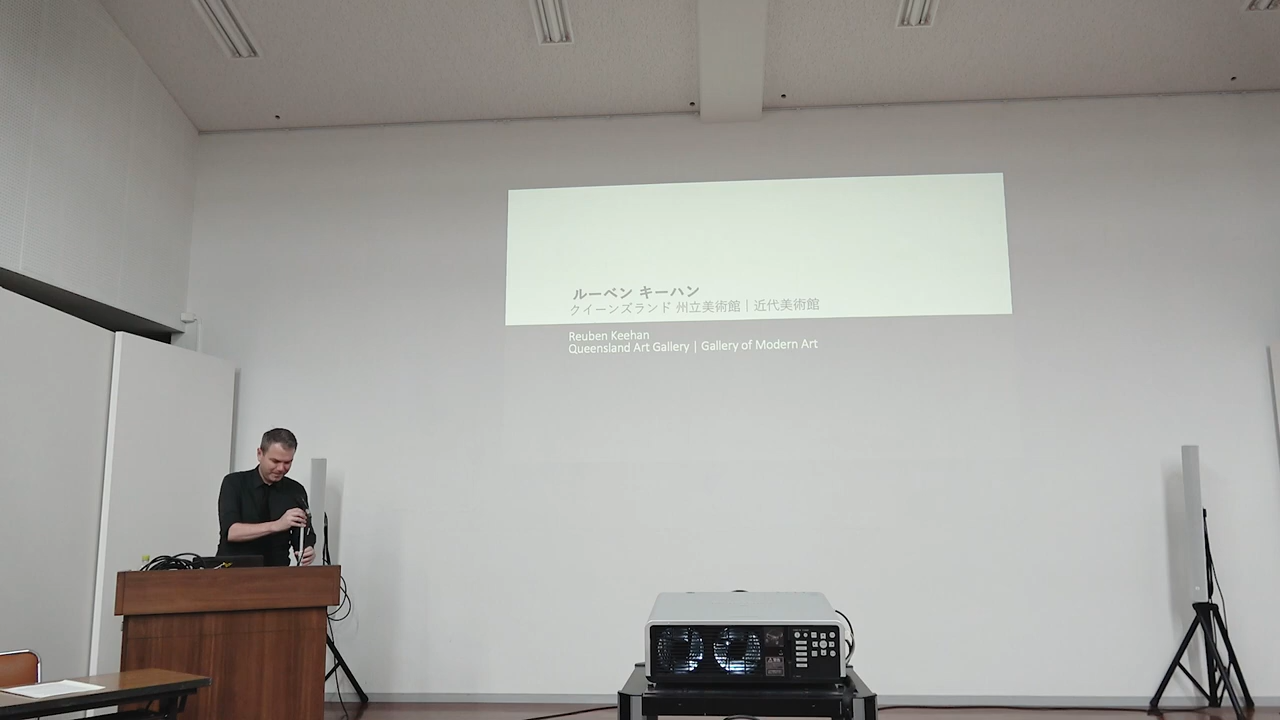 ルーベン キーハン
クイーンズランド 州立美術館｜近代美術館
Reuben Keehan
Queensland Art Gallery | Gallery of Modern Art